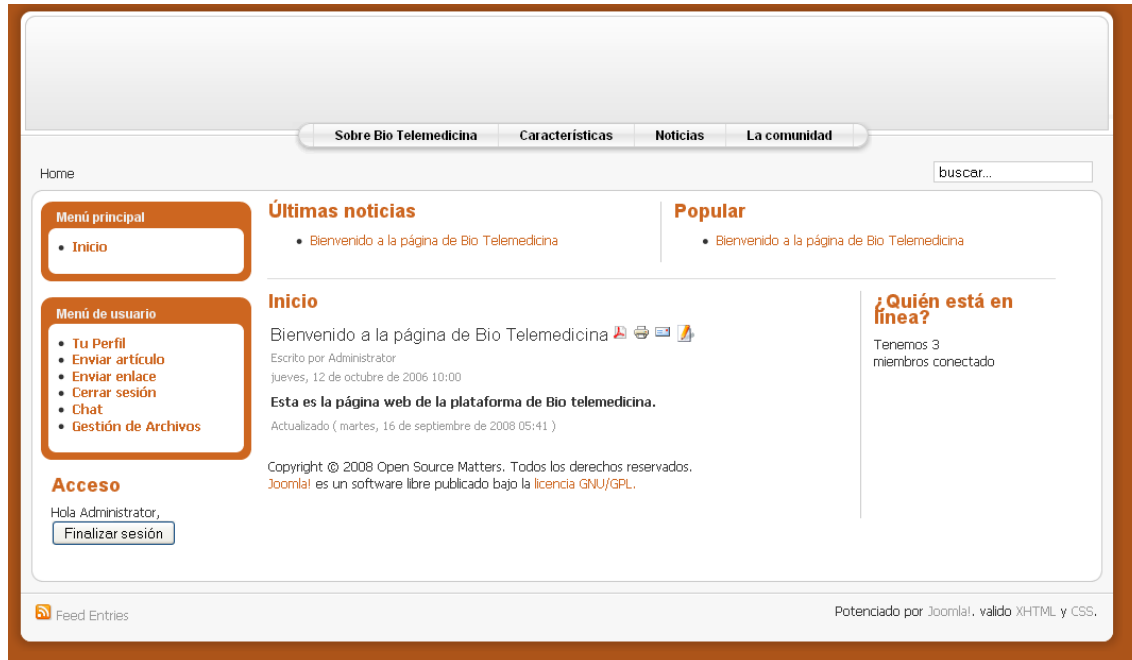 Sobre Bio Telemedicina Características Noticias La comunidad
Home
buscar...
Menú principal
Inicio
Menú de usuario
Tu Perfil
Enviar artículo
Enviar enlace
Cerrar sesión
Chat
Gestión de Archivos
Acceso
Hola Administrator,
Finalizar sesión
Últimas noticias
Bienvenido a la página de Bio Telemedicina
Popular
Bienvenido a la página de Bio Telemedicina
Inicio
Bienvenido a la página de Bio Telemedicina
Escrito por Administrator
jueves, 12 de octubre de 2006 10:00
Esta es la página web de la plataforma de Bio telemedicina.
Actualizado ( martes, 16 de septiembre de 2008 05:41 )
Copyright © 2008 Open Source Matters. Todos los derechos reservados.
Joomla! es un software libre publicado bajo la licencia GNU/GPL.
¿Quién está en
línea?
Tenemos 3
miembros conectado
Feed Entries
Potenciado por Joomla!. valido XHTML y CSS.